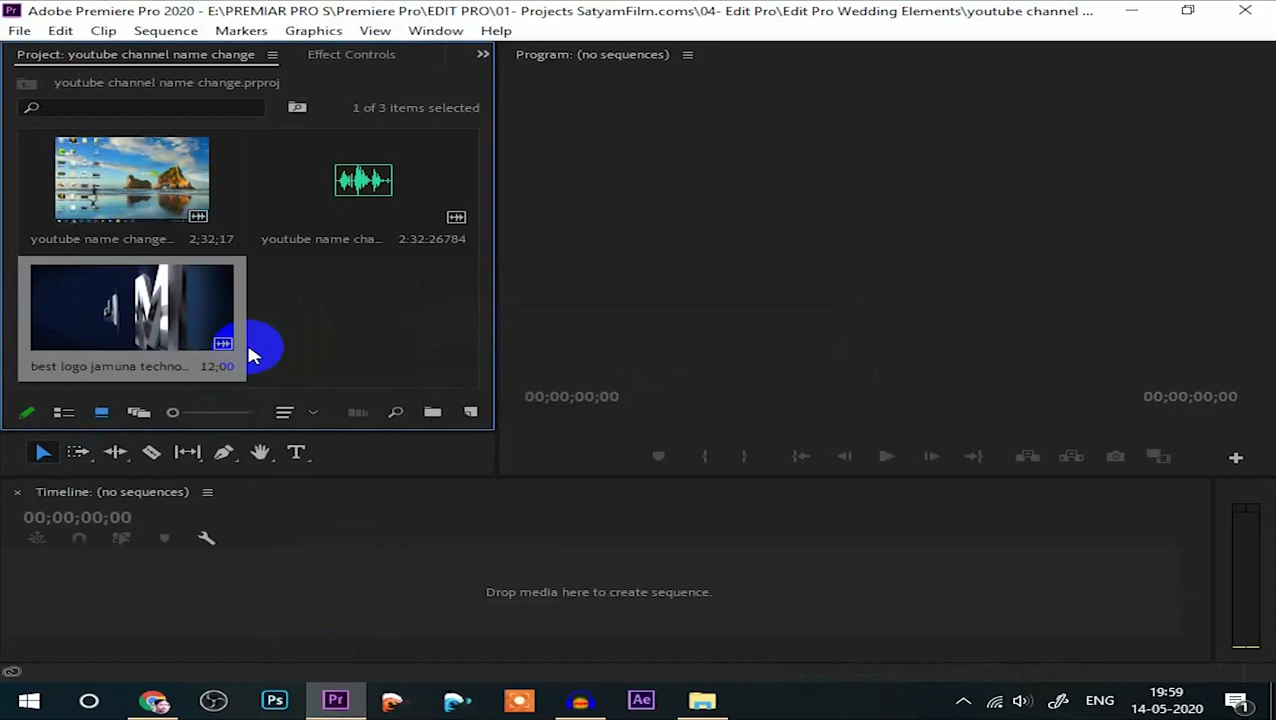 Adobe Premiere Pro 2020 - E:\PREMIAR PRO S\Premiere Pro\EDIT PRO\01- Projects SatyamFilm.coms\04- Edit Pro\Edit Pro Wedding Elements\youtube channel ...
File Edit Clip Sequence Markers Graphics View Window Help
Project: youtube channel name change Effect Controls Program: (no sequences)
youtube channel name change.prproj
1 of 3 items selected
youtube name change... 2;32;17 youtube name cha... 2:32:26784
M
best logo jamuna techno... 12;00
00;00;00;00 00;00;00;00
T
Timeline: (no sequences)
00;00;00;00
Drop media here to create sequence.
Ps Pr Ae ENG 19:59
14-05-2020 1